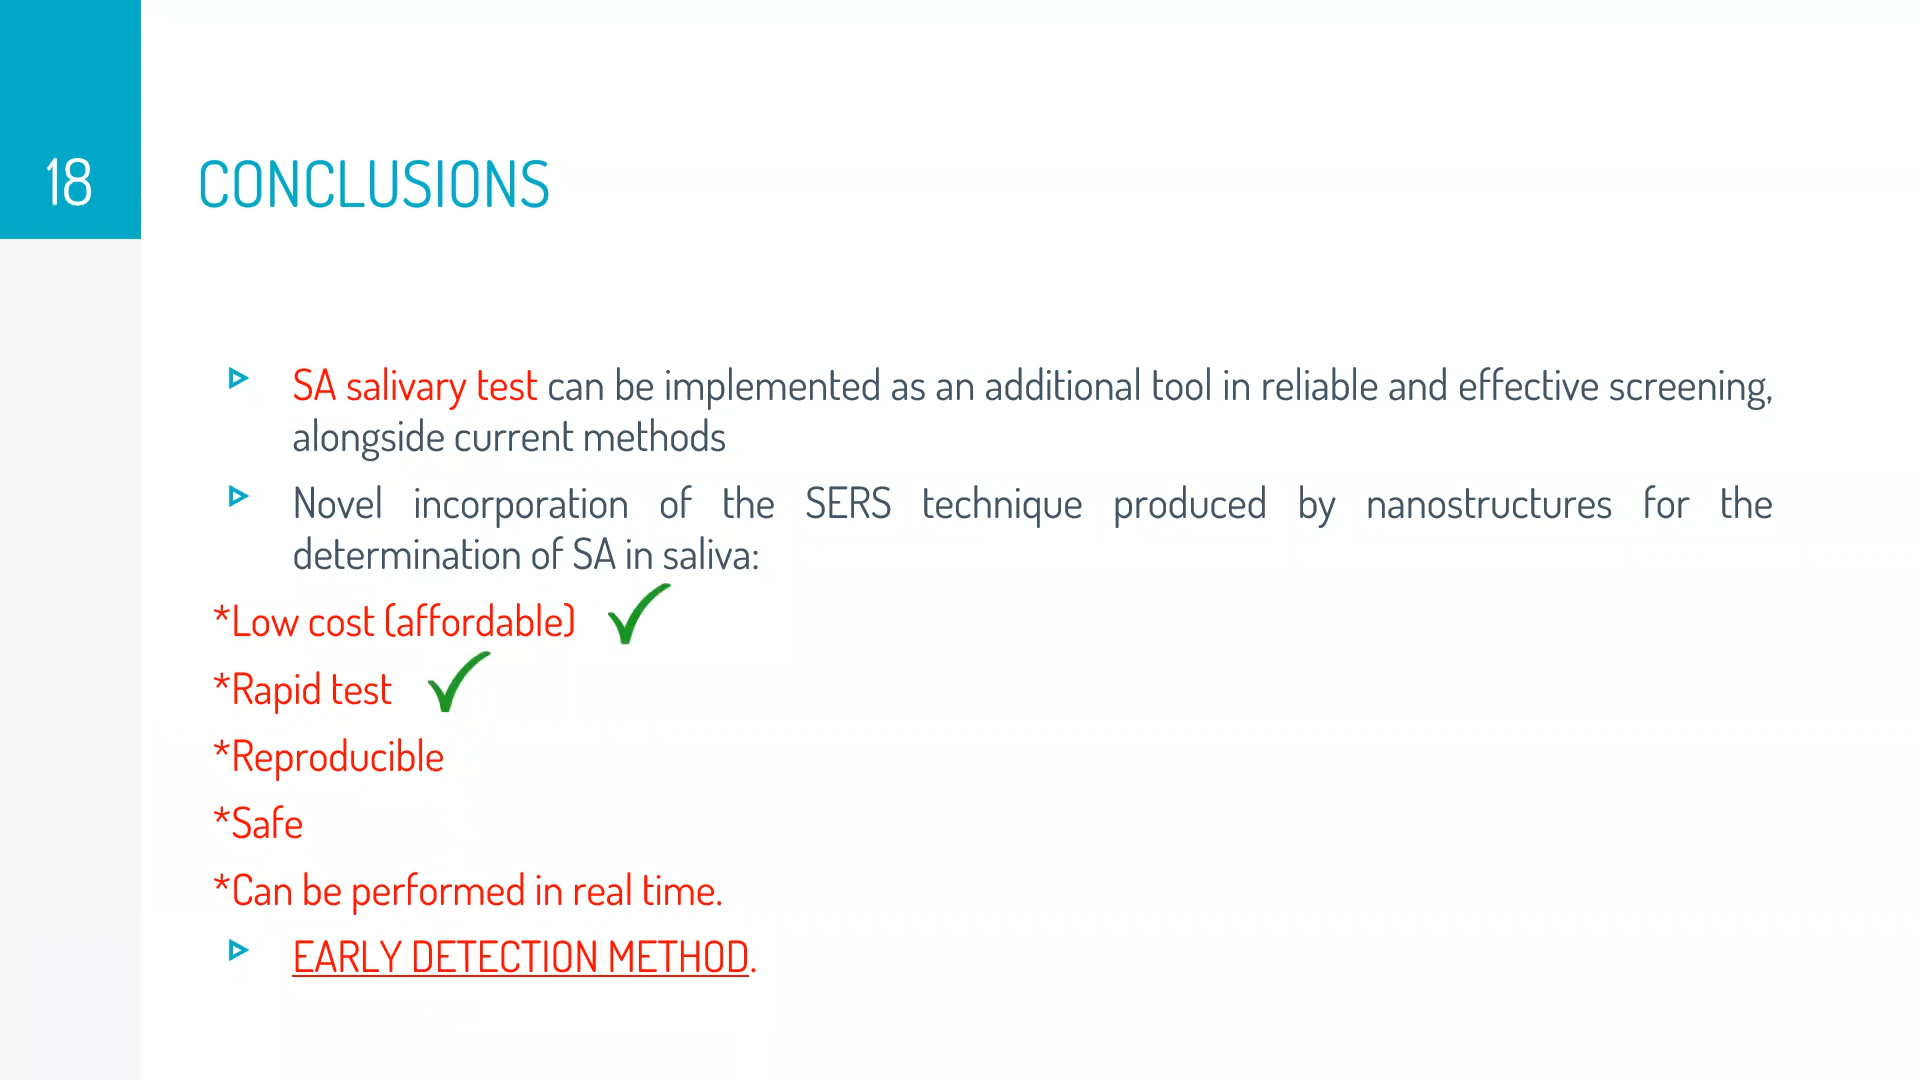 18
CONCLUSIONS
SA salivary test can be implemented as an additional tool in reliable and effective screening,
alongside current methods
Novel incorporation of the SERS technique produced by nanostructures for the
determination of SA in saliva:
*Low cost (affordable)
*Rapid test
*Reproducible
*Safe
*Can be performed in real time.
EARLY DETECTION METHOD.